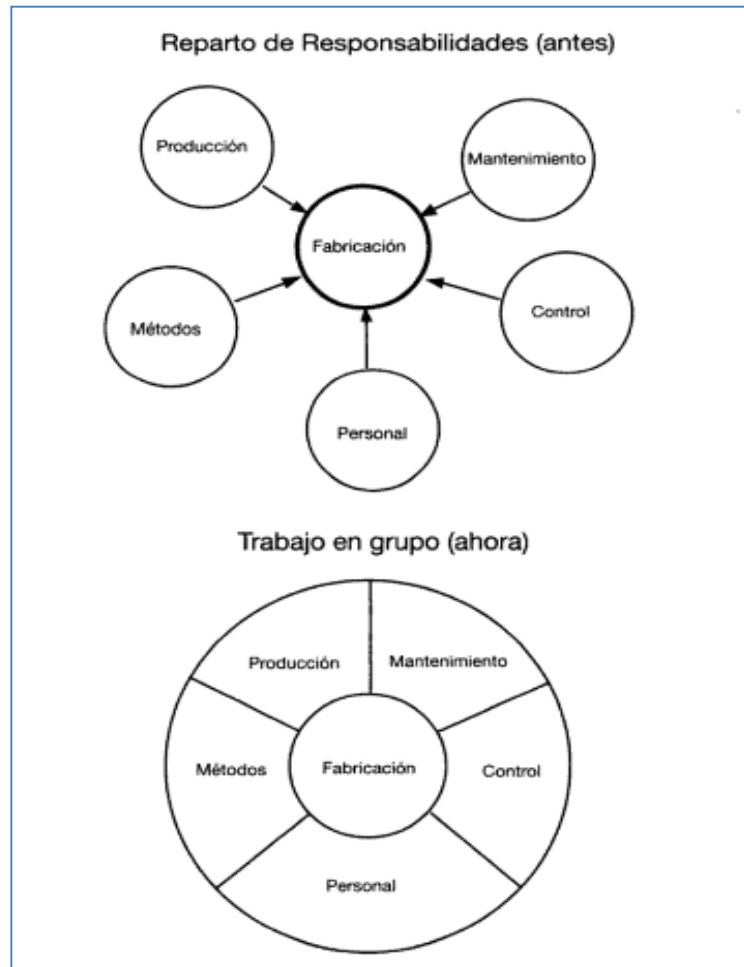 Reparto de Responsabilidades (antes)
Producción
Mantenimiento
Fabricación
Métodos
Control
Personal
Trabajo en grupo (ahora)
Producción
Mantenimiento
Métodos
Fabricación
Control
Personal